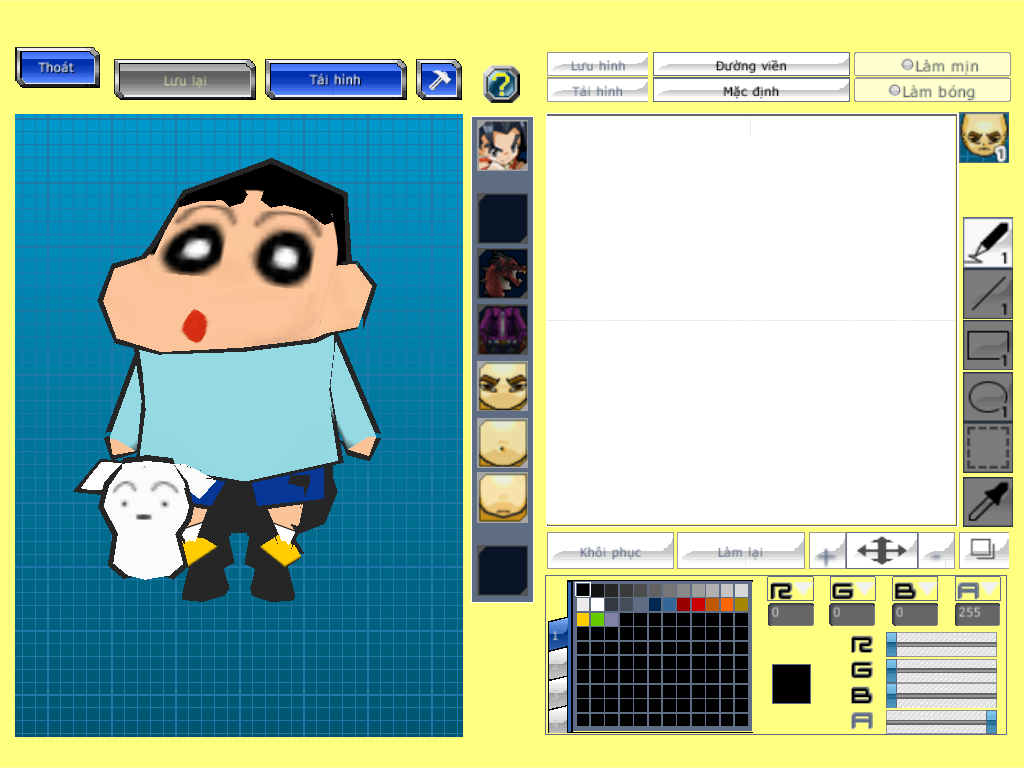 Thoát
Lưu lại
Tải hình
?
Lưu hình
Đường viền
Làm mịn
Tải hình
Mặc định
Làm bóng
1
1
1
1
1
Khôi phục
Làm lại
R G B A
0 0 0 255
1
R
G
B
A